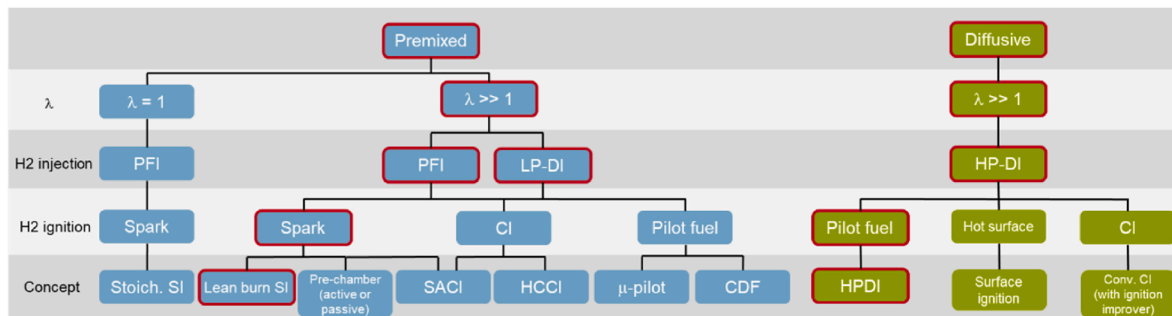 Premixed
Diffusive
λ
λ = 1
λ >> 1
λ >> 1
H2 injection
PFI
PFI
LP-DI
HP-DI
H2 ignition
Spark
Spark
CI
Pilot fuel
Pilot fuel
Hot surface
CI
Concept
Stoich. SI
Lean burn SI
Pre-chamber
(active or
passive)
SACI
HCCI
μ-pilot
CDF
HPDI
Surface
ignition
Conv. CI
(with ignition
improver)